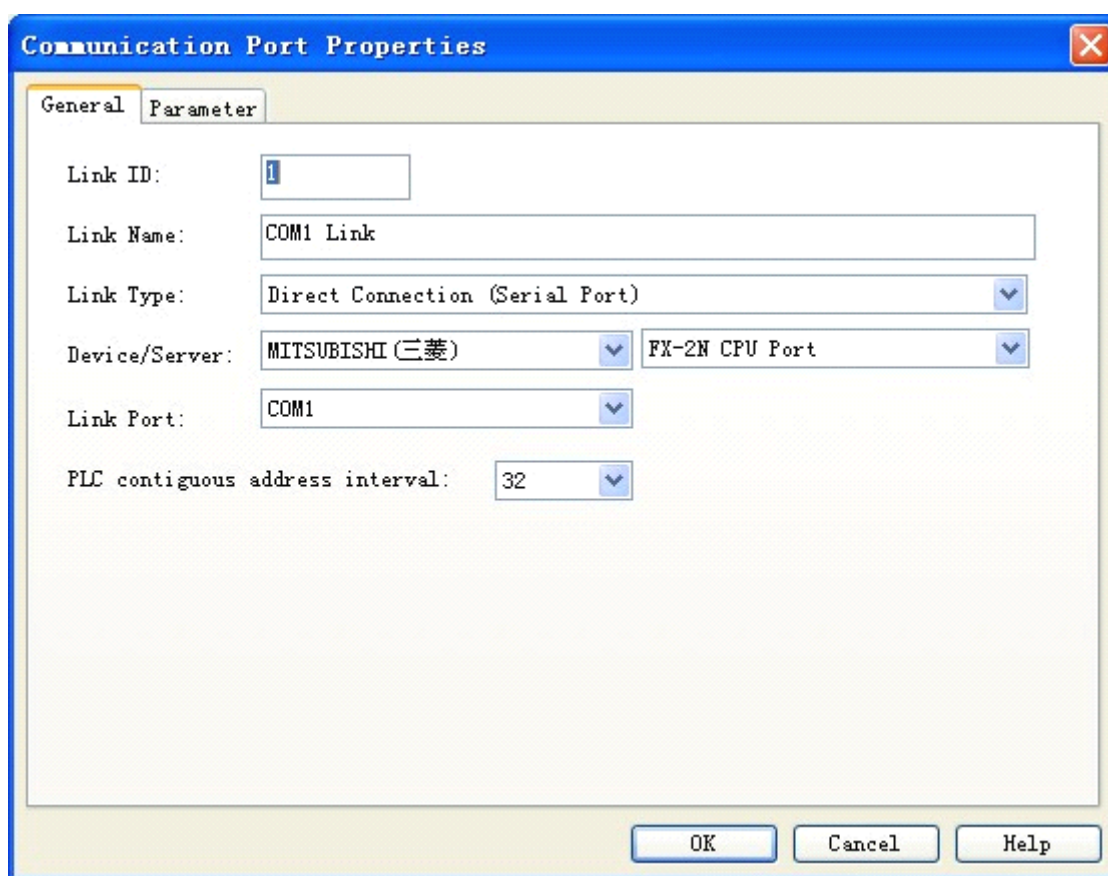 Communication Port Properties
General Parameter
Link ID: 1
Link Name: COM1 Link
Link Type: Direct Connection (Serial Port)
Device/Server: MITSUBISHI(三菱) FX-2N CPU Port
Link Port: COM1
PLC contiguous address interval: 32
OK Cancel Help